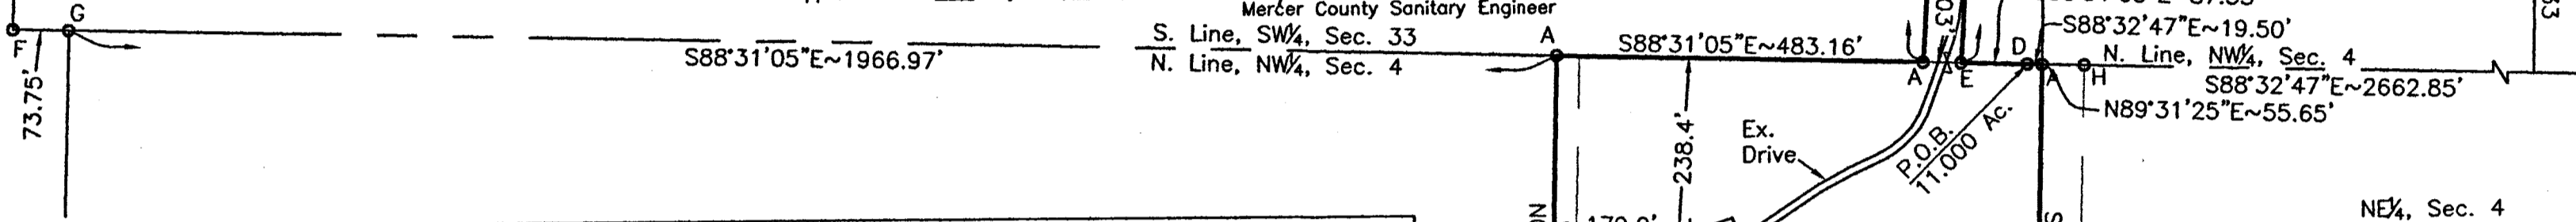 G
Mercer County Sanitary Engineer
F
73.75'
S88°31'05"E~1966.97'
S. Line, SW¼, Sec. 33
N. Line, NW¼, Sec. 4
A
S88°31'05"E~483.16'
A
E
D
A
H
S88°32'47"E~19.50'
N. Line, NW¼, Sec. 4
S88°32'47"E~2662.85'
N89°31'25"E~55.65'
33
238.4'
Ex.
Drive
P.O.B.
11.000 Ac.
NE¼, Sec. 4